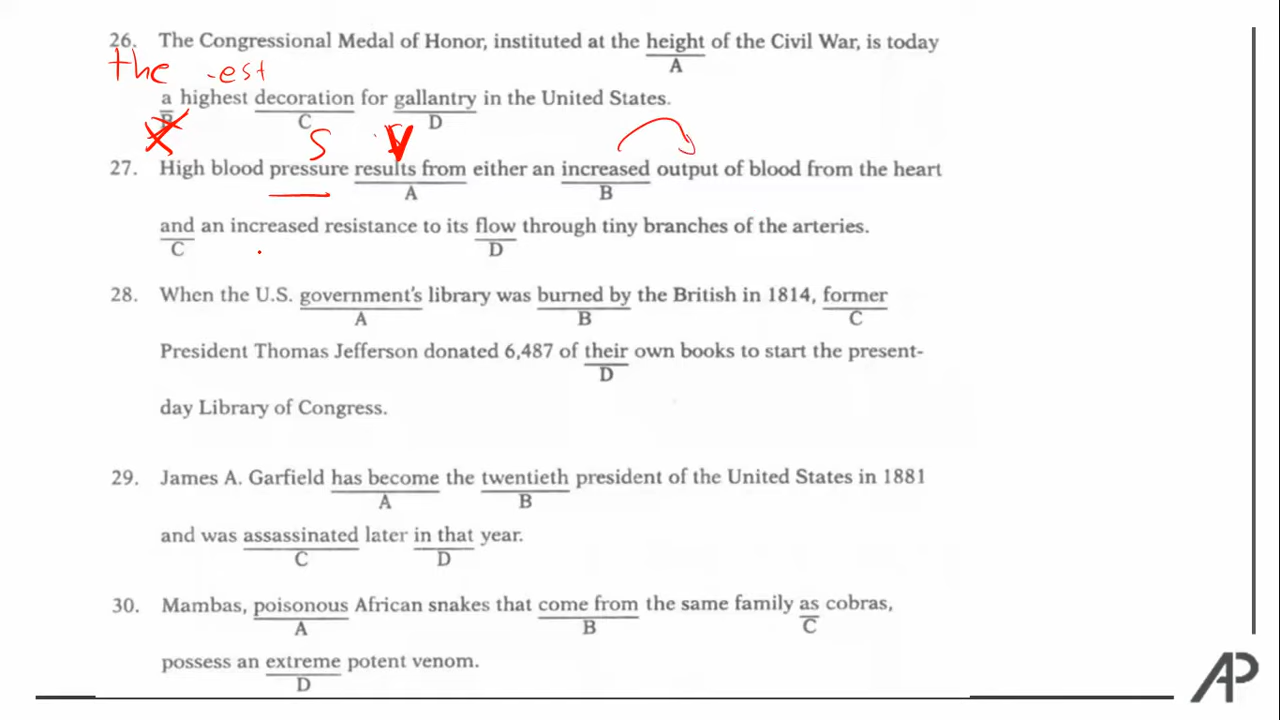 26. The Congressional Medal of Honor, instituted at the height of the Civil War, is today
A
the -est
a highest decoration for gallantry in the United States.
B C D
S V
27. High blood pressure results from either an increased output of blood from the heart
A B
and an increased resistance to its flow through tiny branches of the arteries.
C D
28. When the U.S. government's library was burned by the British in 1814, former
A B C
President Thomas Jefferson donated 6,487 of their own books to start the present-
D
day Library of Congress.
29. James A. Garfield has become the twentieth president of the United States in 1881
A B
and was assassinated later in that year.
C D
30. Mambas, poisonous African snakes that come from the same family as cobras,
A B C
possess an extreme potent venom.
D
AP